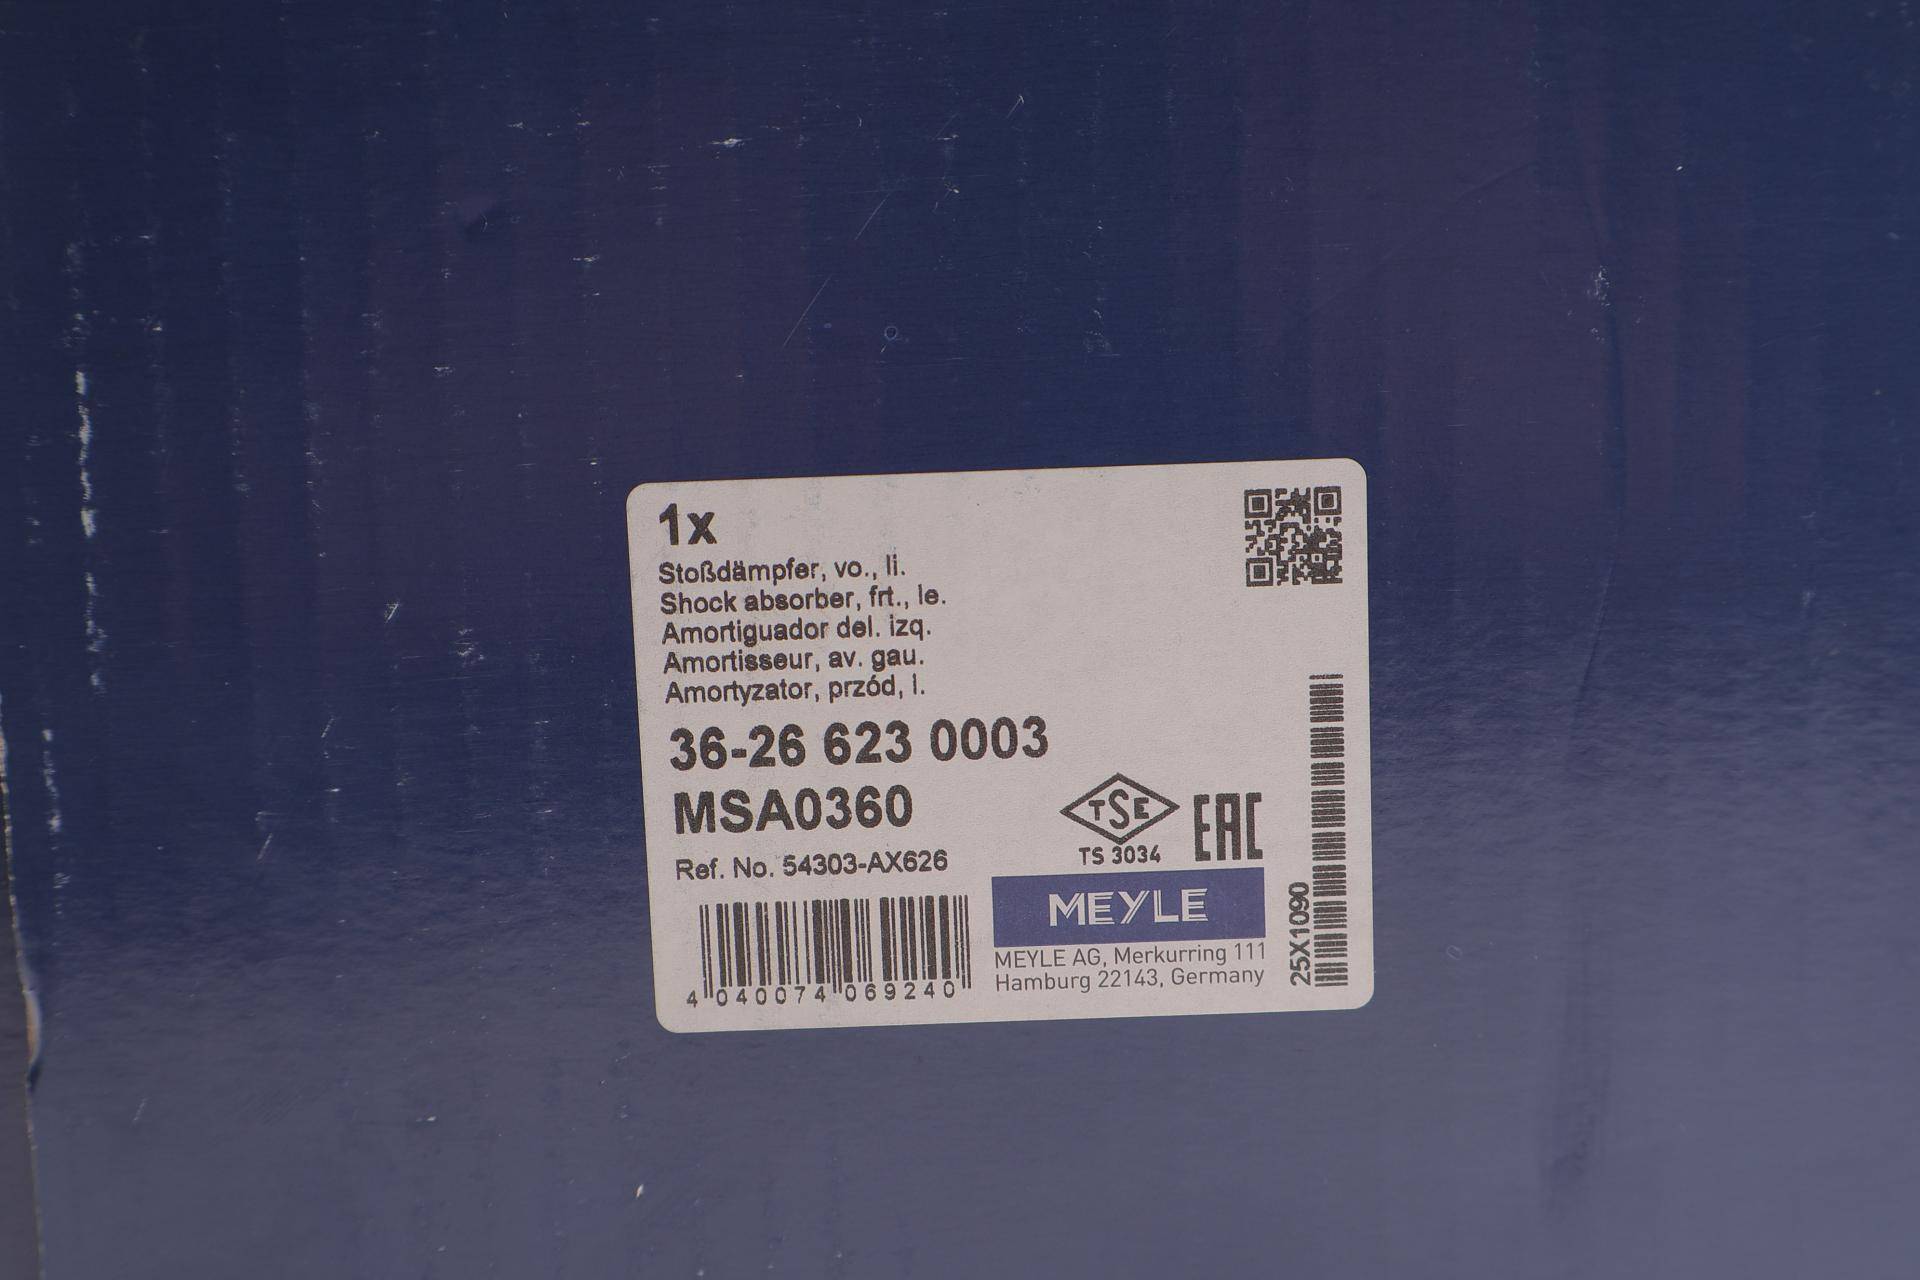 1x
Stoßdämpfer, vo., li.
Shock absorber, frt., le.
Amortiguador del. izq.
Amortisseur, av. gau.
Amortyzator, przód, l.
36-26 623 0003
MSA0360
Ref. No. 54303-AX626
4 040074 069240
TSE
TS 3034
EAC
MEYLE
MEYLE AG, Merkurring 111
Hamburg 22143, Germany
25X1090